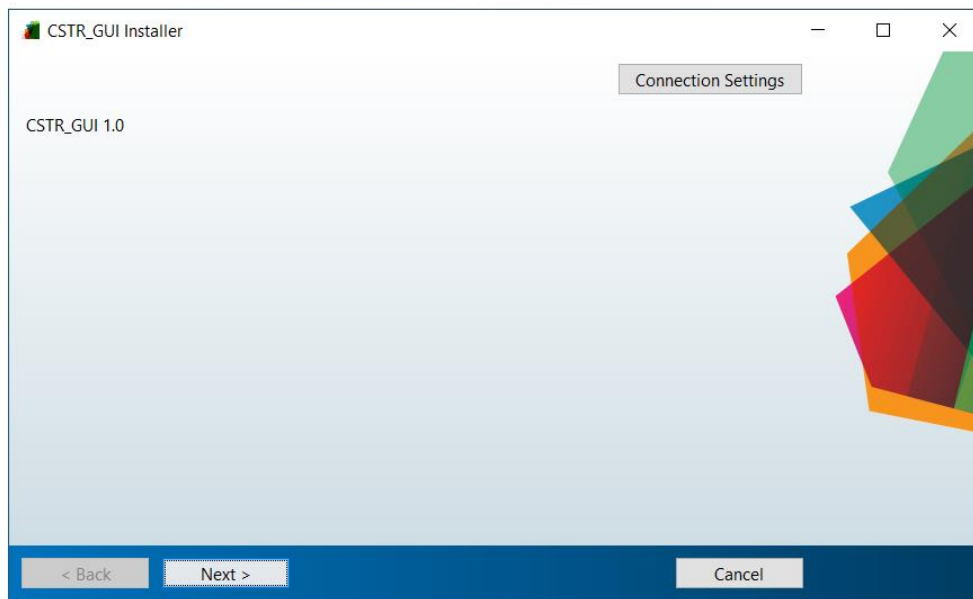 CSTR_GUI Installer
Connection Settings
CSTR_GUI 1.0
< Back
Next >
Cancel